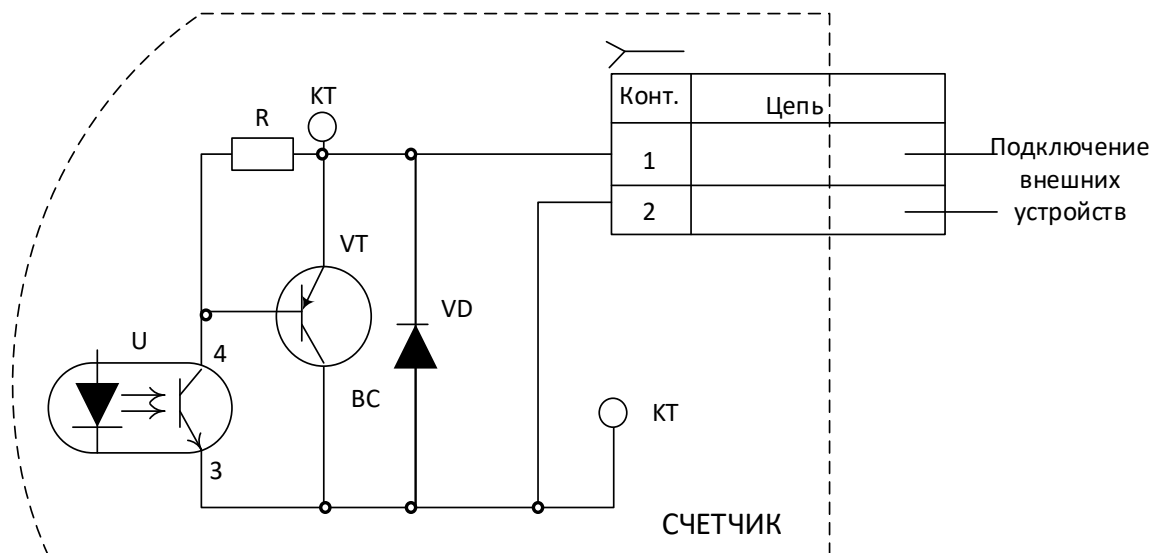 Конт.
Цепь
KT
R
1
Подключение
внешних
устройств
2
VT
VD
U
4
BC
KT
3
СЧЕТЧИК